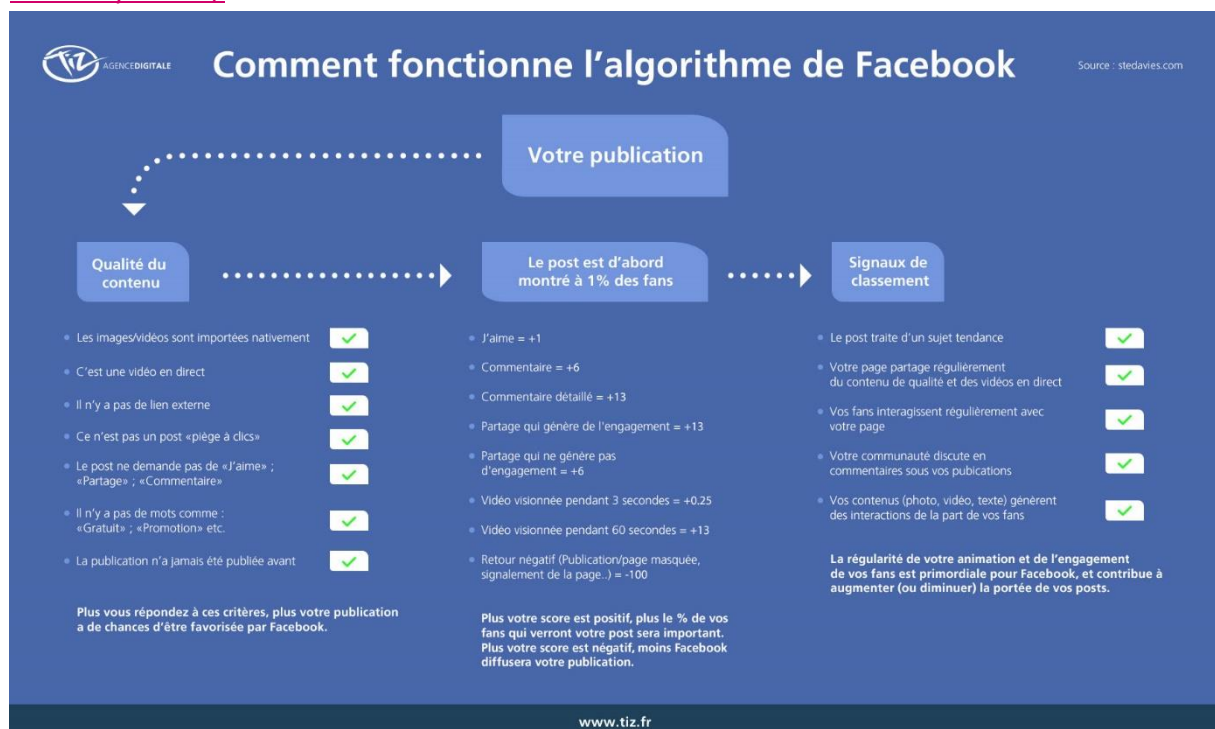 TiZ AGENCEDIGITALE
Comment fonctionne l'algorithme de Facebook
Source : stedavies.com
Votre publication
Qualité du
contenu
Les images/vidéos sont importées nativement
C'est une vidéo en direct
Il n'y a pas de lien externe
Ce n'est pas un post «piège à clics»
Le post ne demande pas de «J'aime» ;
«Partage» ; «Commentaire»
Il n'y a pas de mots comme :
«Gratuit» ; «Promotion» etc.
La publication n'a jamais été publiée avant
Plus vous répondez à ces critères, plus votre publication
a de chances d'être favorisée par Facebook.
Le post est d'abord
montré à 1% des fans
J'aime = +1
Commentaire = +6
Commentaire détaillé = +13
Partage qui génère de l'engagement = +13
Partage qui ne génère pas
d'engagement = +6
Vidéo visionnée pendant 3 secondes = +0.25
Vidéo visionnée pendant 60 secondes = +13
Retour négatif (Publication/page masquée,
signalement de la page..) = -100
Plus votre score est positif, plus le % de vos
fans qui verront votre post sera important.
Plus votre score est négatif, moins Facebook
diffusera votre publication.
Signaux de
classement
Le post traite d'un sujet tendance
Votre page partage régulièrement
du contenu de qualité et des vidéos en direct
Vos fans interagissent régulièrement avec
votre page
Votre communauté discute en
commentaires sous vos pubications
Vos contenus (photo, vidéo, texte) génèrent
des interactions de la part de vos fans
La régularité de votre animation et de l'engagement
de vos fans est primordiale pour Facebook, et contribue à
augmenter (ou diminuer) la portée de vos posts.
www.tiz.fr